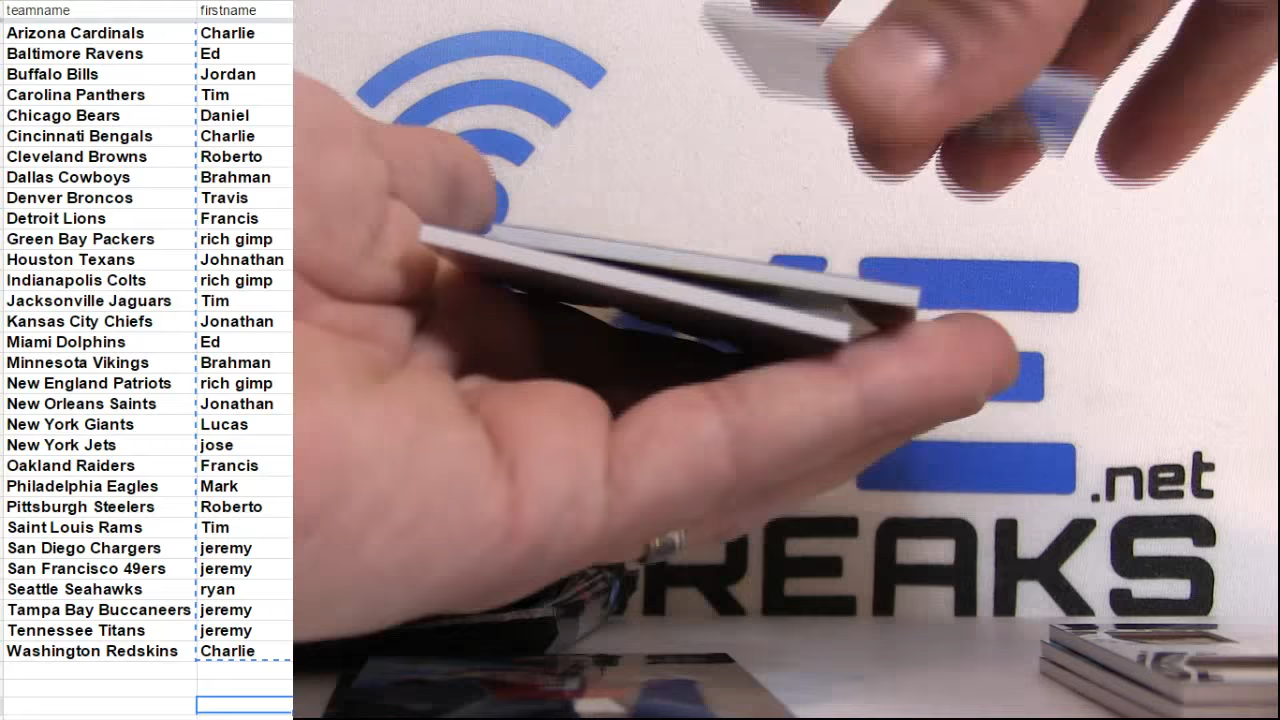 teamname firstname
Arizona Cardinals Charlie
Baltimore Ravens Ed
Buffalo Bills Jordan
Carolina Panthers Tim
Chicago Bears Daniel
Cincinnati Bengals Charlie
Cleveland Browns Roberto
Dallas Cowboys Brahman
Denver Broncos Travis
Detroit Lions Francis
Green Bay Packers rich gimp
Houston Texans Johnathan
Indianapolis Colts rich gimp
Jacksonville Jaguars Tim
Kansas City Chiefs Jonathan
Miami Dolphins Ed
Minnesota Vikings Brahman
New England Patriots rich gimp
New Orleans Saints Jonathan
New York Giants Lucas
New York Jets jose
Oakland Raiders Francis
Philadelphia Eagles Mark
Pittsburgh Steelers Roberto
Saint Louis Rams Tim
San Diego Chargers jeremy
San Francisco 49ers jeremy
Seattle Seahawks ryan
Tampa Bay Buccaneers jeremy
Tennessee Titans jeremy
Washington Redskins Charlie
.net
REAKS